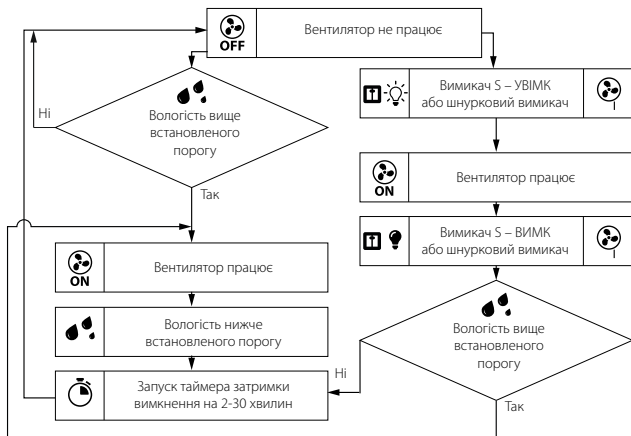 OFF
Вентилятор не працює
Ні
Вологість вище
встановленого
порогу
Так
Вимикач S – УВІМК
або шнурковий вимикач
ON
Вентилятор працює
Вимикач S – ВИМК
або шнурковий вимикач
ON
Вентилятор працює
Вологість нижче
встановленого порогу
Запуск таймера затримки
вимкнення на 2-30 хвилин
Вологість вище
встановленого
порогу
Ні
Так